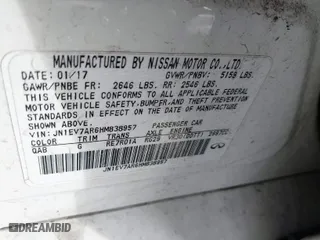 MANUFACTURED BY NISSAN MOTOR CO.,LTD.
DATE: 01/17 GVWR/PNBV: 5158 LBS.
GAWR/PNBE FR: 2646 LBS. RR: 2546 LBS.
THIS VEHICLE CONFORMS TO ALL APPLICABLE FEDERAL
MOTOR VEHICLE SAFETY, BUMPER, AND THEFT PREVENTION
STANDARDS IN EFFECT ON THE DATE OF MANUFACTURE
SHOWN ABOVE.
VIN: JN1EV7AR6HM838957 PASSENGER CAR
COLOR TRIM TRANS AXLE ENGINE
QAB G RE7R01A
JN1EV7AR6HM838957
DATE